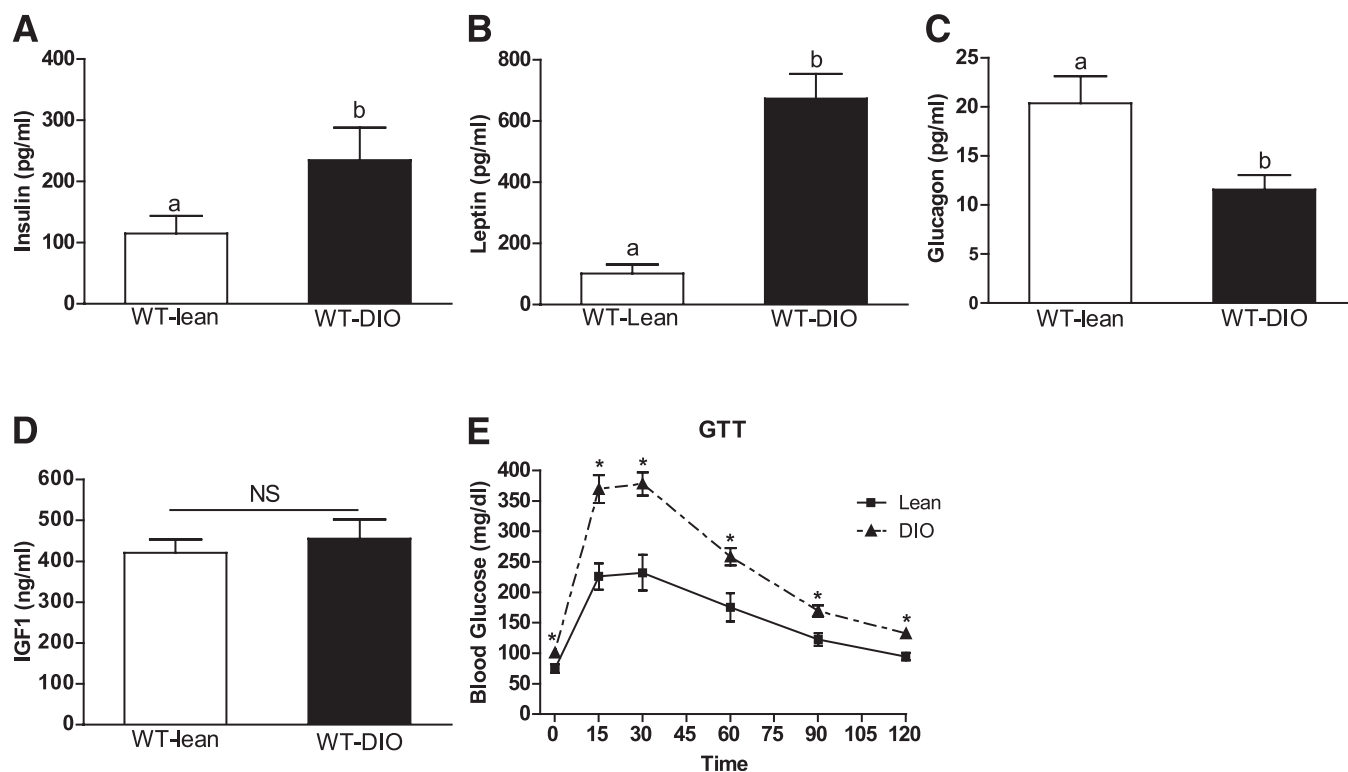 A
Insulin (pg/ml)
400
300
200
100
0
a
b
WT-lean
WT-DIO
B
Leptin (pg/ml)
800
600
400
200
0
a
b
WT-Lean
WT-DIO
C
Glucagon (pg/ml)
25
20
15
10
5
0
a
b
WT-lean
WT-DIO
D
IGF1 (ng/ml)
600
500
400
300
200
100
0
NS
WT-lean
WT-DIO
E
GTT
Blood Glucose (mg/dl)
400
350
300
250
200
150
100
50
0
* * * * * *
Lean
DIO
0 15 30 45 60 75 90 105 120
Time